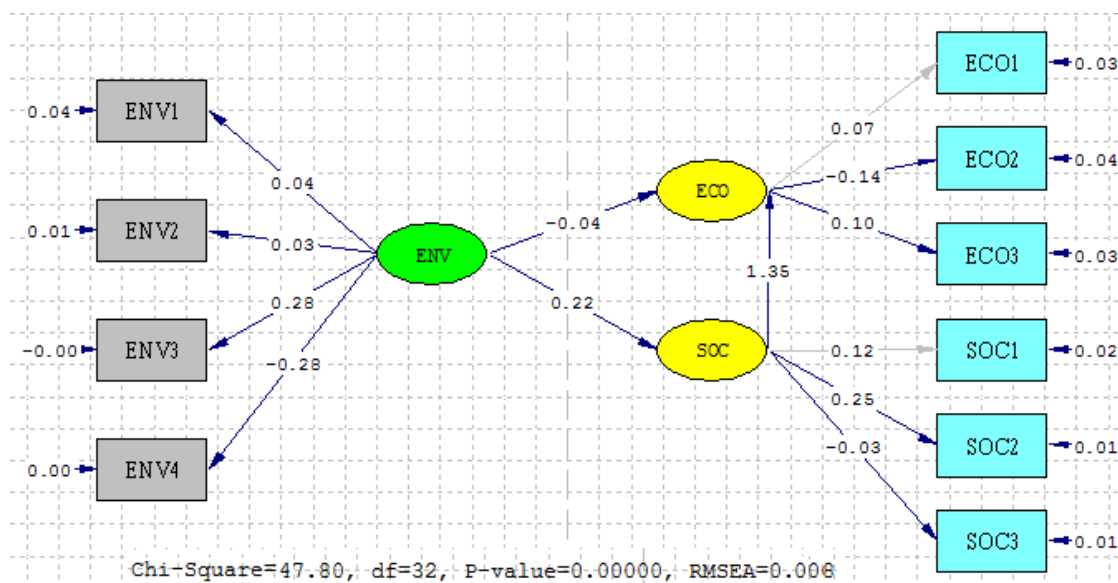 0.04 ENV1
0.01 ENV2
-0.00 ENV3
0.00 ENV4
0.04
0.03
0.28
-0.28
ENV
-0.04
0.22
ECO
1.35
SOC
0.07
-0.14
0.10
0.12
0.25
-0.03
ECO1 0.03
ECO2 0.04
ECO3 0.03
SOC1 0.02
SOC2 0.01
SOC3 0.01
Chi-Square=47.80, df=32, P-value=0.00000, RMSEA=0.008